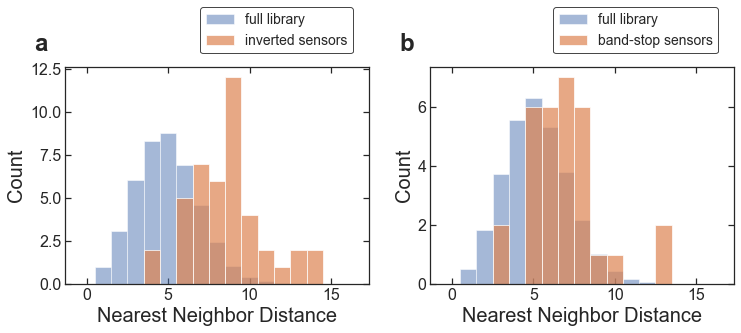 a
full library
inverted sensors
12.5
10.0
7.5
5.0
2.5
0.0
Count
0 5 10 15
Nearest Neighbor Distance
b
full library
band-stop sensors
6
4
2
0
Count
0 5 10 15
Nearest Neighbor Distance